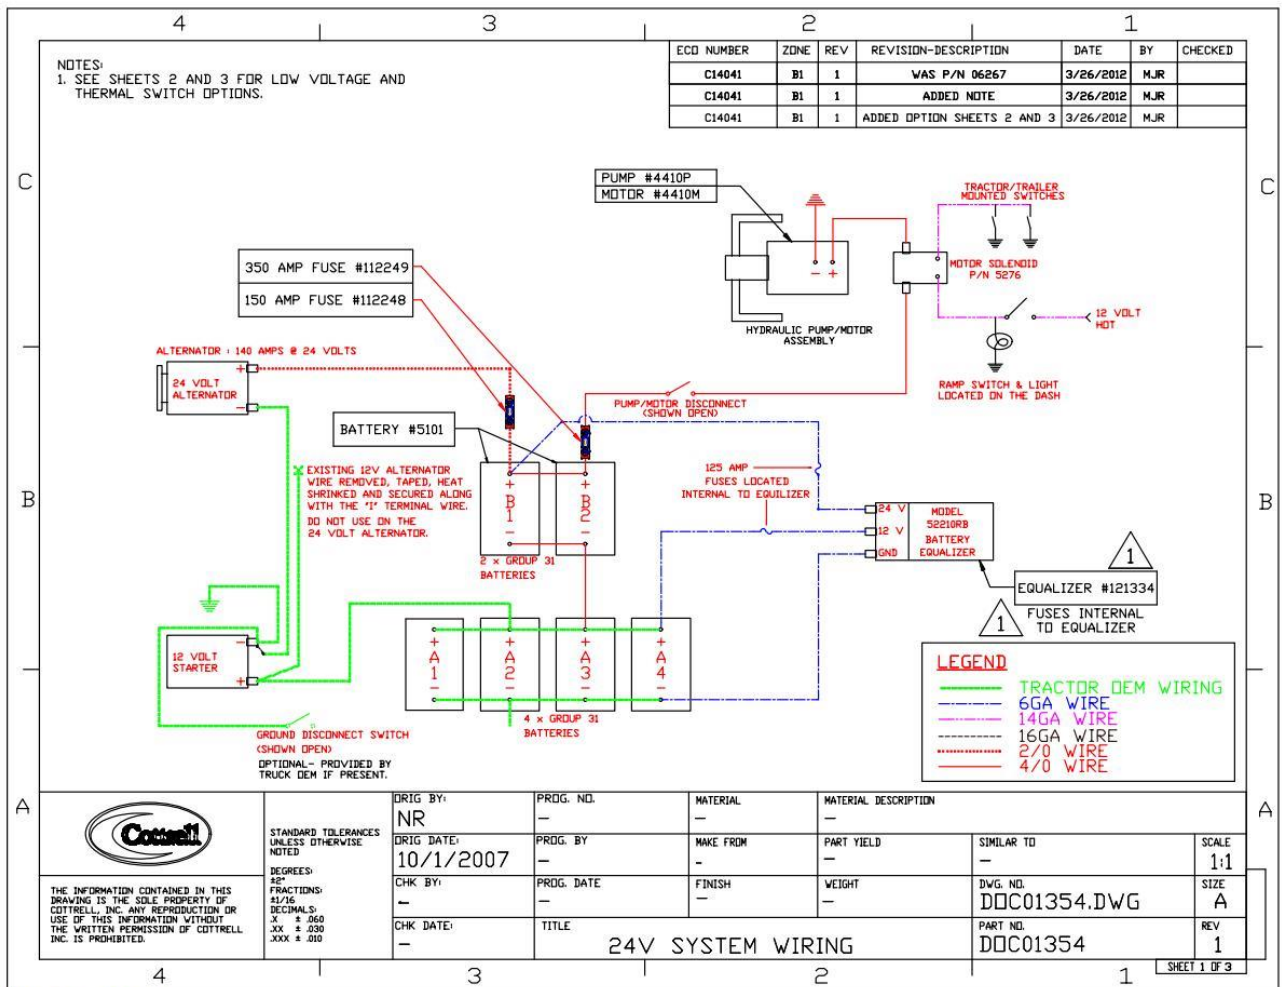 4 3 2 1
NOTES:
1. SEE SHEETS 2 AND 3 FOR LOW VOLTAGE AND
THERMAL SWITCH OPTIONS.
ECO NUMBER ZONE REV REVISION-DESCRIPTION DATE BY CHECKED
C14041 B1 1 WAS P/N 06267 3/26/2012 MJR
C14041 B1 1 ADDED NOTE 3/26/2012 MJR
C14041 B1 1 ADDED OPTION SHEETS 2 AND 3 3/26/2012 MJR
C C
PUMP #4410P
MOTOR #4410M
TRACTOR/TRAILER
MOUNTED SWITCHES
- +
MOTOR SOLENOID
P/N 5276
12 VOLT
HOT
HYDRAULIC PUMP/MOTOR
ASSEMBLY
RAMP SWITCH & LIGHT
LOCATED ON THE DASH
350 AMP FUSE #112249
150 AMP FUSE #112248
ALTERNATOR : 140 AMPS @ 24 VOLTS
+
24 VOLT
ALTERNATOR
-
PUMP/MOTOR DISCONNECT
(SHOWN OPEN)
BATTERY #5101
EXISTING 12V ALTERNATOR
WIRE REMOVED, TAPED, HEAT
SHRINKED AND SECURED ALONG
WITH THE "I" TERMINAL WIRE.
DO NOT USE ON THE
24 VOLT ALTERNATOR.
B B
+ +
B B
1 2
- -
2 x GROUP 31
BATTERIES
125 AMP
FUSES LOCATED
INTERNAL TO EQUILIZER
24 V
12 V
GND
MODEL
52210RB
BATTERY
EQUALIZER
1
EQUALIZER #121334
1
FUSES INTERNAL
TO EQUALIZER
-
12 VOLT
STARTER
+
+ + + +
A A A A
1 2 3 4
- - - -
4 x GROUP 31
BATTERIES
GROUND DISCONNECT SWITCH
(SHOWN OPEN)
OPTIONAL- PROVIDED BY
TRUCK OEM IF PRESENT.
LEGEND
TRACTOR OEM WIRING
6GA WIRE
14GA WIRE
16GA WIRE
2/0 WIRE
4/0 WIRE
A A
Cottrell
THE INFORMATION CONTAINED IN THIS
DRAWING IS THE SOLE PROPERTY OF
COTTRELL, INC. ANY REPRODUCTION OR
USE OF THIS INFORMATION WITHOUT
THE WRITTEN PERMISSION OF COTTRELL
INC. IS PROHIBITED.
STANDARD TOLERANCES
UNLESS OTHERWISE
NOTED
DEGREES:
±2°
FRACTIONS:
±1/16
DECIMALS:
.X ± .060
.XX ± .030
.XXX ± .010
ORIG BY:
NR
PROG. NO.
-
MATERIAL
-
MATERIAL DESCRIPTION
-
ORIG DATE:
10/1/2007
PROG. BY
-
MAKE FROM
-
PART YIELD
-
SIMILAR TO
-
SCALE
1:1
CHK BY:
-
PROG. DATE
-
FINISH
-
WEIGHT
-
DWG. NO.
DOC01354.DWG
SIZE
A
CHK DATE:
-
TITLE
24V SYSTEM WIRING
PART NO.
DOC01354
REV
1
SHEET 1 OF 3
4 3 2 1